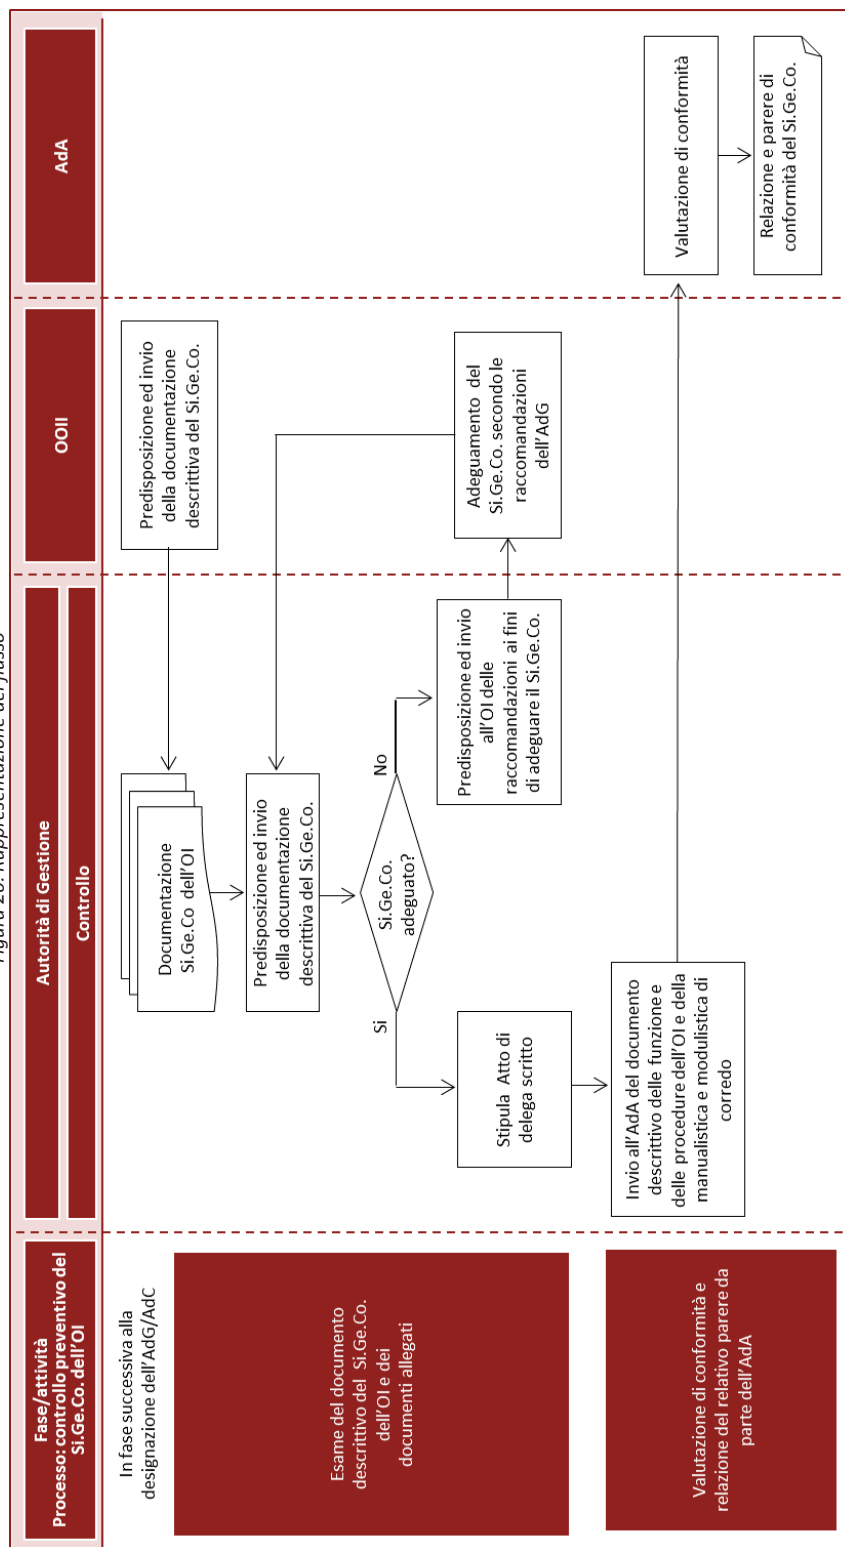 Figura 20: Rappresentazione del flusso
Fase/attività
Processo: controllo preventivo del
Si.Ge.Co. dell'OI
Autorità di Gestione
Controllo
OOII
AdA
In fase successiva alla
designazione dell'AdG/AdC
Predisposizione ed invio
della documentazione
descrittiva del Si.Ge.Co.
Documentazione
Si.Ge.Co dell'OI
Esame del documento
descrittivo del Si.Ge.Co.
dell'OI e dei
documenti allegati
Predisposizione ed invio
della documentazione
descrittiva del Si.Ge.Co.
Si.Ge.Co.
adeguato?
Si
No
Stipula Atto di
delega scritto
Predisposizione ed invio
all'OI delle
raccomandazioni ai fini
di adeguare il Si.Ge.Co.
Adeguamento del
Si.Ge.Co. secondo le
raccomandazioni
dell'AdG
Valutazione di conformità e
relazione del relativo parere da
parte dell'AdA
Invio all'AdA del documento
descrittivo delle funzione e
delle procedure dell'OI e della
manualistica e modulistica di
corredo
Valutazione di conformità
Relazione e parere di
conformità del Si.Ge.Co.